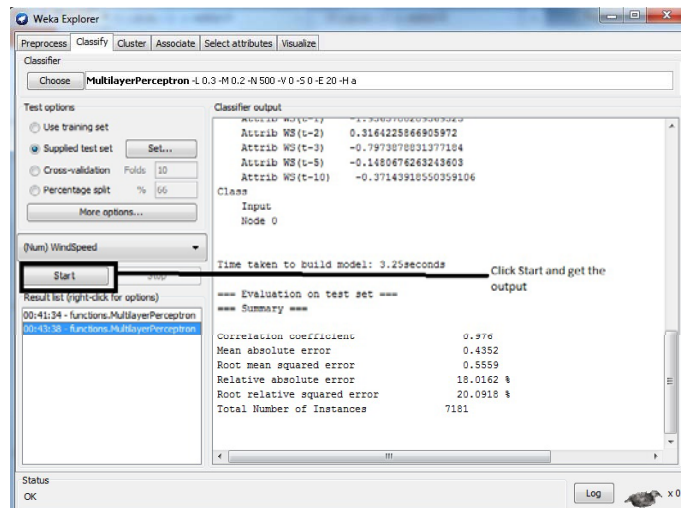 Weka Explorer
Preprocess Classify Cluster Associate Select attributes Visualize
Classifier
Choose MultilayerPerceptron -L 0.3 -M 0.2 -N 500 -V 0 -S 0 -E 20 -H a
Test options
Use training set
Supplied test set Set...
Cross-validation Folds 10
Percentage split % 66
More options...
(Num) WindSpeed
Start Stop
Result list (right-click for options)
00:41:34 - functions.MultilayerPerceptron
00:43:38 - functions.MultilayerPerceptron
Classifier output
Attrib WS(t-1)
Attrib WS(t-2) 0.3164225866905972
Attrib WS(t-3) -0.7973878831377184
Attrib WS(t-5) -0.1480676263243603
Attrib WS(t-10) -0.37143918550359106
Class
Input
Node 0
Time taken to build model: 3.25seconds
=== Evaluation on test set ===
=== Summary ===
Correlation coefficient 0.976
Mean absolute error 0.4352
Root mean squared error 0.5559
Relative absolute error 18.0162 %
Root relative squared error 20.0918 %
Total Number of Instances 7181
Click Start and get the
output
Status
OK
Log x 0